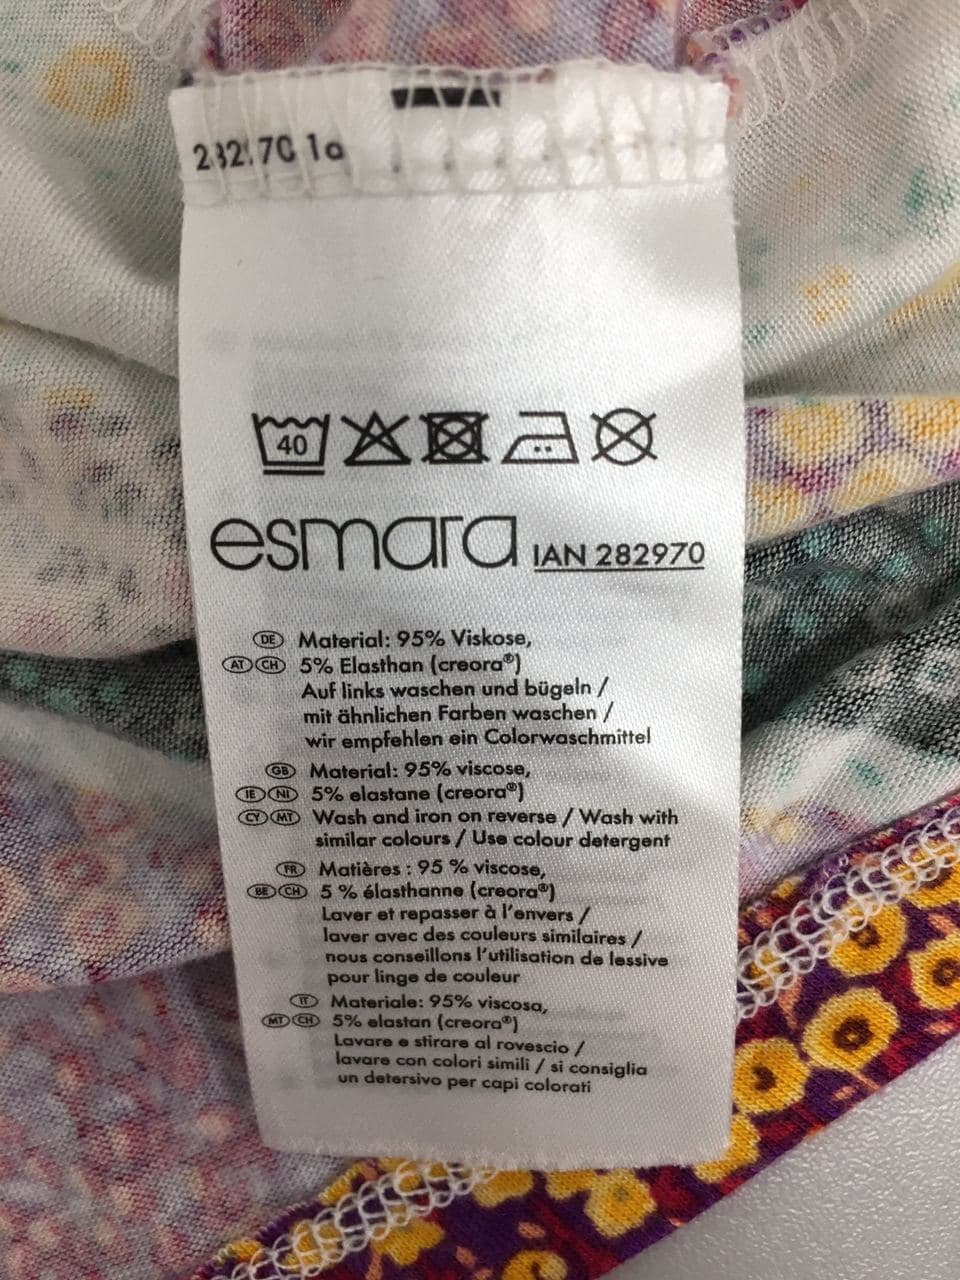 40
esmara IAN 282970
DE Material: 95% Viskose,
AT CH 5% Elasthan (creora®)
Auf links waschen und bügeln /
mit ähnlichen Farben waschen /
wir empfehlen ein Colorwaschmittel
GB Material: 95% viscose,
IE NI 5% elastane (creora®)
CY MT Wash and iron on reverse / Wash with
similar colours / Use colour detergent
FR Matières : 95 % viscose,
BE CH 5 % élasthanne (creora®)
Laver et repasser à l'envers /
laver avec des couleurs similaires /
nous conseillons l'utilisation de lessive
pour linge de couleur
IT Materiale: 95% viscosa,
MT CH 5% elastan (creora®)
Lavare e stirare al rovescio /
lavare con colori simili / si consiglia
un detersivo per capi colorati